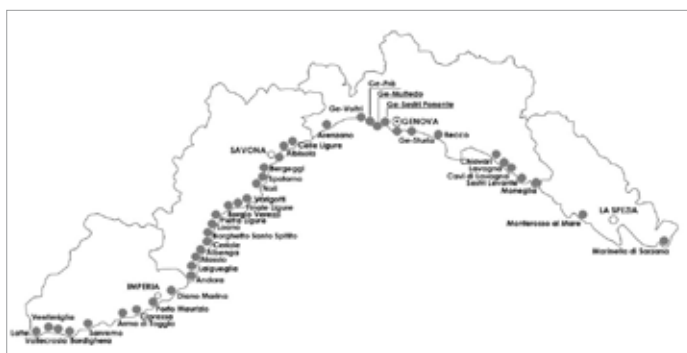 Ge-Prà
Ge-Multedo
Ge-Sestri Ponente
Ge-Voltri
GENOVA
Arenzano
Ge-Sturla
Recco
Celle Ligure
SAVONA
Albisola
Bergeggi
Spotorno
Noli
Varigotti
Finale Ligure
Borgio Verezzi
Pietra Ligure
Loano
Borghetto Santo Spirito
Ceriale
Albenga
Alassio
Laigueglia
Andora
Chiavari
Lavagna
Cavi di Lavagna
Sestri Levante
Moneglia
Monterosso al Mare
LA SPEZIA
Marinella di Sarzana
IMPERIA
Diano Marina
Porto Maurizio
Cipressa
Arma di Taggia
Sanremo
Ventimiglia
Latte
Vallecrosia
Bordighera